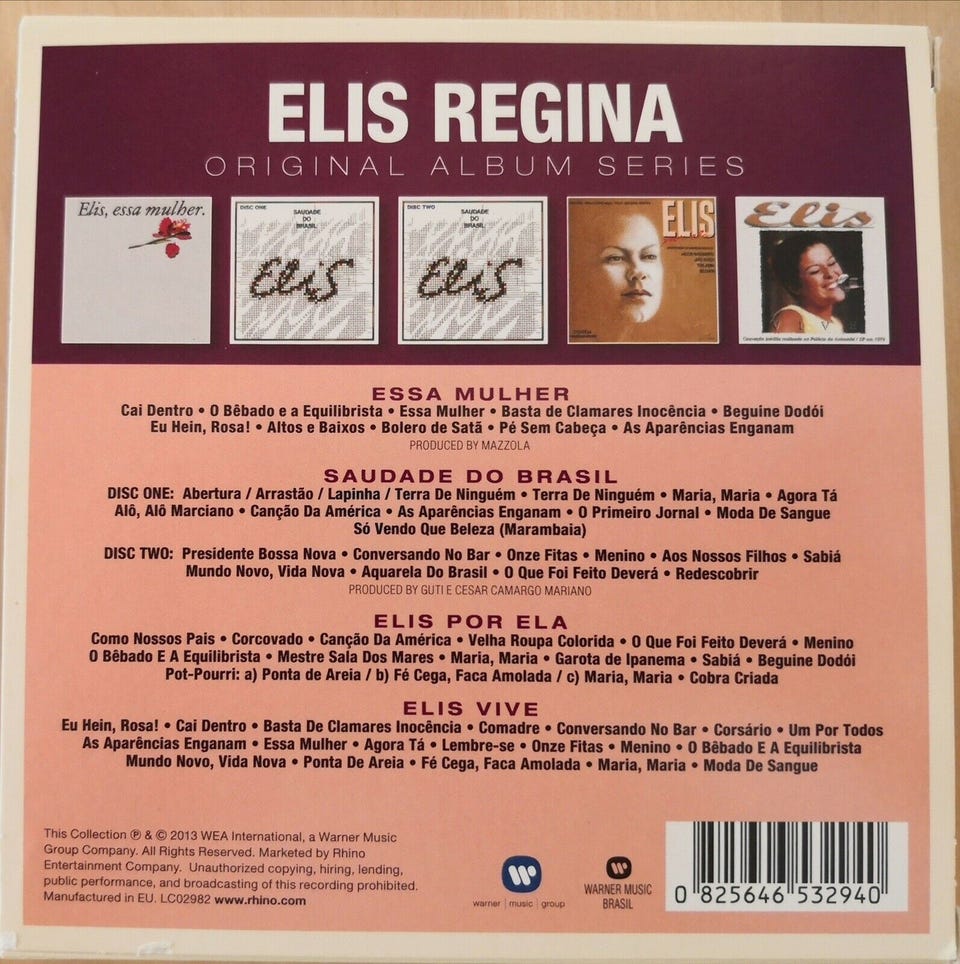 ELIS REGINA
ORIGINAL ALBUM SERIES
Elis, essa mulher.
DISC ONE
SAUDADE
DO
BRASIL
Elis
DISC TWO
SAUDADE
DO
BRASIL
Elis
ELIS
Elis
VIVE
ESSA MULHER
Cai Dentro • O Bêbado e a Equilibrista • Essa Mulher • Basta de Clamares Inocência • Beguine Dodói
Eu Hein, Rosa! • Altos e Baixos • Bolero de Satã • Pé Sem Cabeça • As Aparências Enganam
PRODUCED BY MAZZOLA
SAUDADE DO BRASIL
DISC ONE: Abertura / Arrastão / Lapinha / Terra De Ninguém • Terra De Ninguém • Maria, Maria • Agora Tá
Alô, Alô Marciano • Canção Da América • As Aparências Enganam • O Primeiro Jornal • Moda De Sangue
Só Vendo Que Beleza (Marambaia)
DISC TWO: Presidente Bossa Nova • Conversando No Bar • Onze Fitas • Menino • Aos Nossos Filhos • Sabiá
Mundo Novo, Vida Nova • Aquarela Do Brasil • O Que Foi Feito Deverá • Redescobrir
PRODUCED BY GUTI E CESAR CAMARGO MARIANO
ELIS POR ELA
Como Nossos Pais • Corcovado • Canção Da América • Velha Roupa Colorida • O Que Foi Feito Deverá • Menino
O Bêbado E A Equilibrista • Mestre Sala Dos Mares • Maria, Maria • Garota de Ipanema • Sabiá • Beguine Dodói
Pot-Pourri: a) Ponta de Areia / b) Fé Cega, Faca Amolada / c) Maria, Maria • Cobra Criada
ELIS VIVE
Eu Hein, Rosa! • Cai Dentro • Basta De Clamares Inocência • Comadre • Conversando No Bar • Corsário • Um Por Todos
As Aparências Enganam • Essa Mulher • Agora Tá • Lembre-se • Onze Fitas • Menino • O Bêbado E A Equilibrista
Mundo Novo, Vida Nova • Ponta De Areia • Fé Cega, Faca Amolada • Maria, Maria • Moda De Sangue
This Collection ℗ & © 2013 WEA International, a Warner Music
Group Company. All Rights Reserved. Marketed by Rhino
Entertainment Company. Unauthorized copying, hiring, lending,
public performance, and broadcasting of this recording prohibited.
Manufactured in EU. LC02982 www.rhino.com
warner | music | group
WARNER MUSIC
BRASIL
0 825646 532940